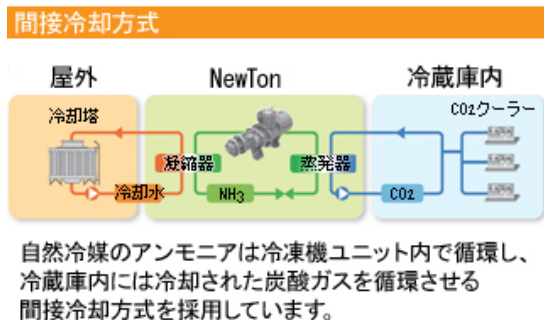 間接冷却方式
屋外 NewTon 冷蔵庫内
冷却塔 CO2クーラー
凝縮器 蒸発器
冷却水 NH3 CO2
自然冷媒のアンモニアは冷凍機ユニット内で循環し、
冷蔵庫内には冷却された炭酸ガスを循環させる
間接冷却方式を採用しています。